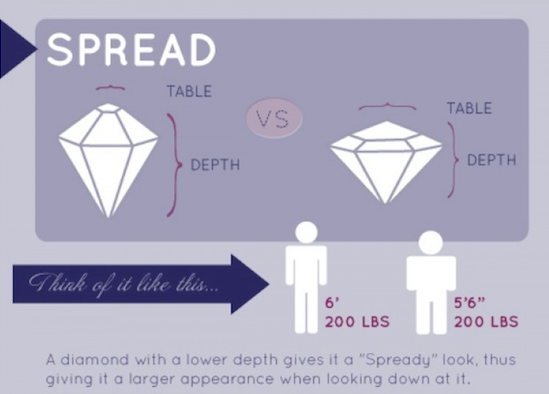 SPREAD
TABLE
VS
TABLE
DEPTH
DEPTH
Think of it like this...
6'
5'6"
200 LBS
200 LBS
A diamond with a lower depth gives it a "Spready" look, thus
giving it a larger appearance when looking down at it.